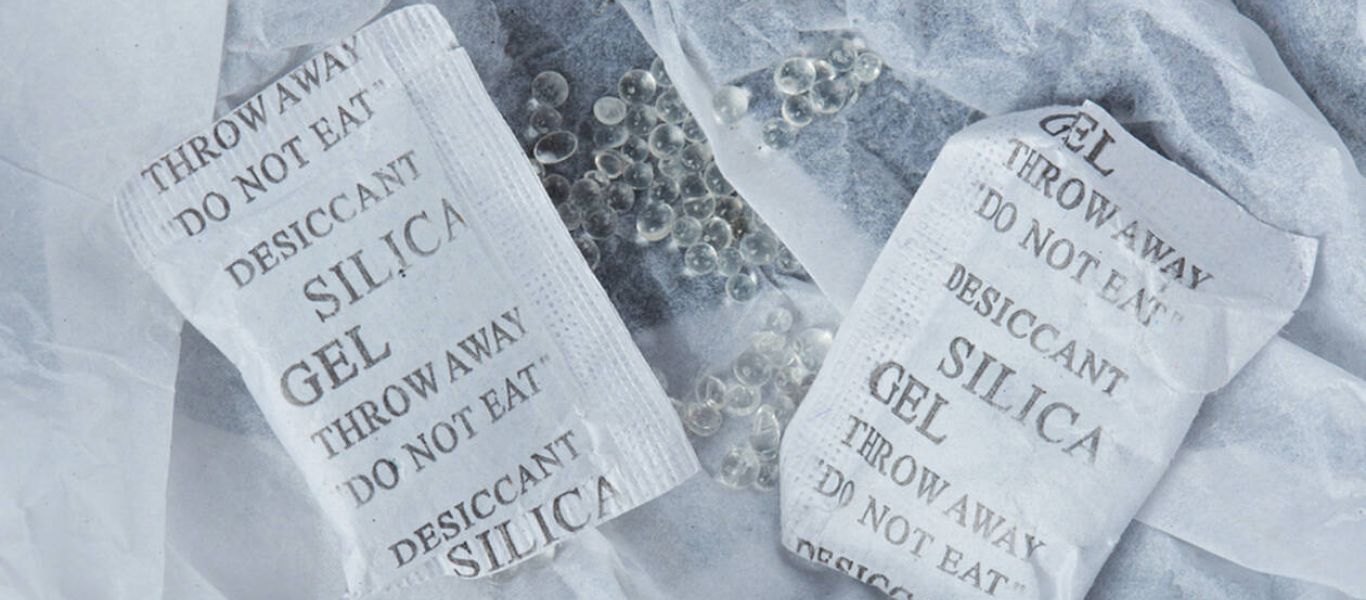 THROW AWAY
"DO NOT EAT"
DESICCANT
SILICA
GEL
THROW AWAY
"DO NOT EAT"
DESICCANT
SILICA
GEL
THROW AWAY
"DO NOT EAT"
DESICCANT
SILICA
GEL
THROW AWAY
"DO NOT EAT"